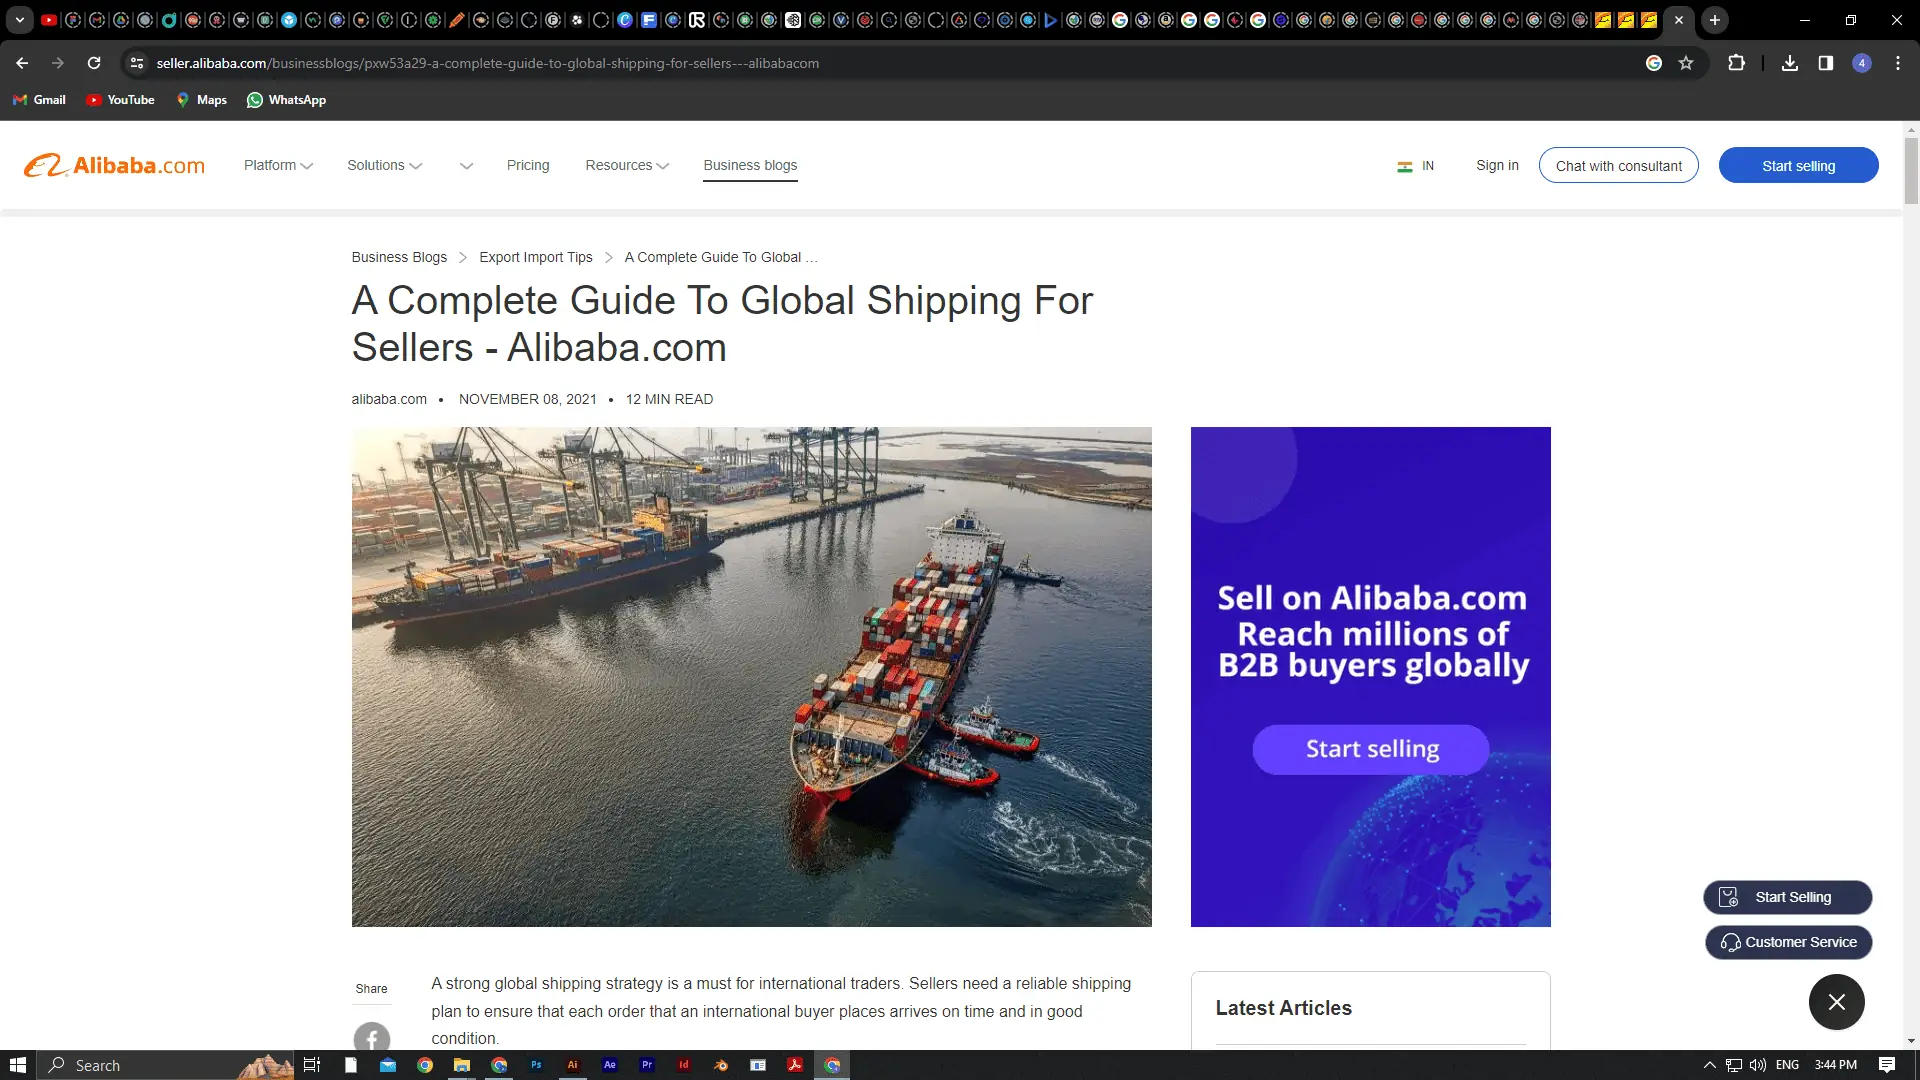 seller.alibaba.com/businessblogs/pxw53a29-a-complete-guide-to-global-shipping-for-sellers---alibabacom
4
Gmail YouTube Maps WhatsApp
Alibaba.com Platform Solutions Pricing Resources Business blogs IN Sign in Chat with consultant Start selling
Business Blogs Export Import Tips A Complete Guide To Global ...
A Complete Guide To Global Shipping For
Sellers - Alibaba.com
alibaba.com • NOVEMBER 08, 2021 • 12 MIN READ
Sell on Alibaba.com
Reach millions of
B2B buyers globally
Start selling
Start Selling
Customer Service
Share
A strong global shipping strategy is a must for international traders. Sellers need a reliable shipping
plan to ensure that each order that an international buyer places arrives on time and in good
condition.
Latest Articles
Search
Ps Ai Ae Pr Id
ENG 3:44 PM